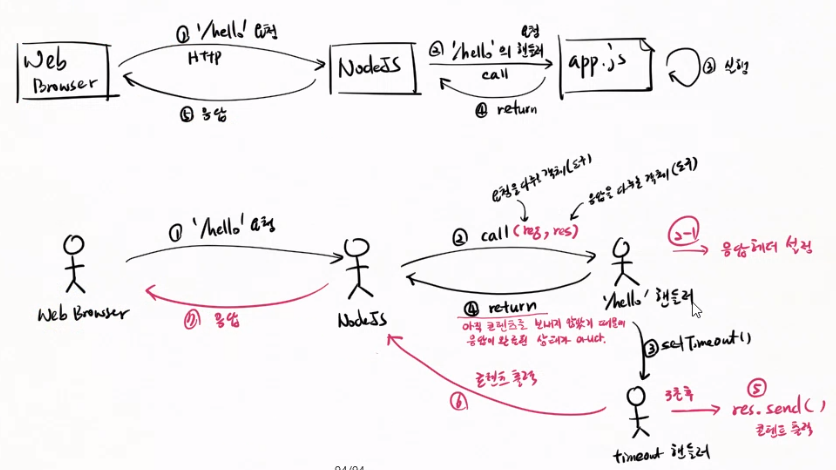 ① '/hello' 요청
HTTP
Web
Browser
NodeJS
요청
② '/hello'의 핸들러
call
app.js
③ 실행
④ return
⑤ 응답
요청을 다루는 객체(도구)
응답을 다루는 객체(도구)
① '/hello' 요청
② call(req, res)
②-1
응답헤더 설정
Web Browser
NodeJS
'/hello' 핸들러
④ return
아직 콘텐트를 보내지 않았기 때문에
응답이 완료된 상태가 아니다.
⑦ 응답
③ setTimeout()
콘텐츠 출력
⑥
3초후
⑤
res.send()
콘텐트 출력
timeout 핸들러